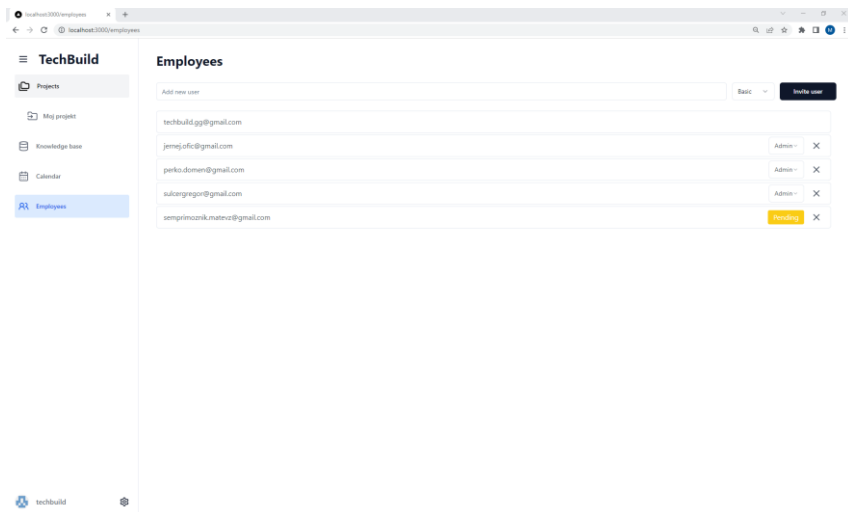 localhost:3000/employees
localhost:3000/employees
TechBuild
Projects
Moj projekt
Knowledge base
Calendar
Employees
techbuild
Employees
Add new user
Basic
Invite user
techbuild.gg@gmail.com
jernej.ofic@gmail.com
Admin
perko.domen@gmail.com
Admin
sulcergregor@gmail.com
Admin
semprimoznik.matevz@gmail.com
Pending
M